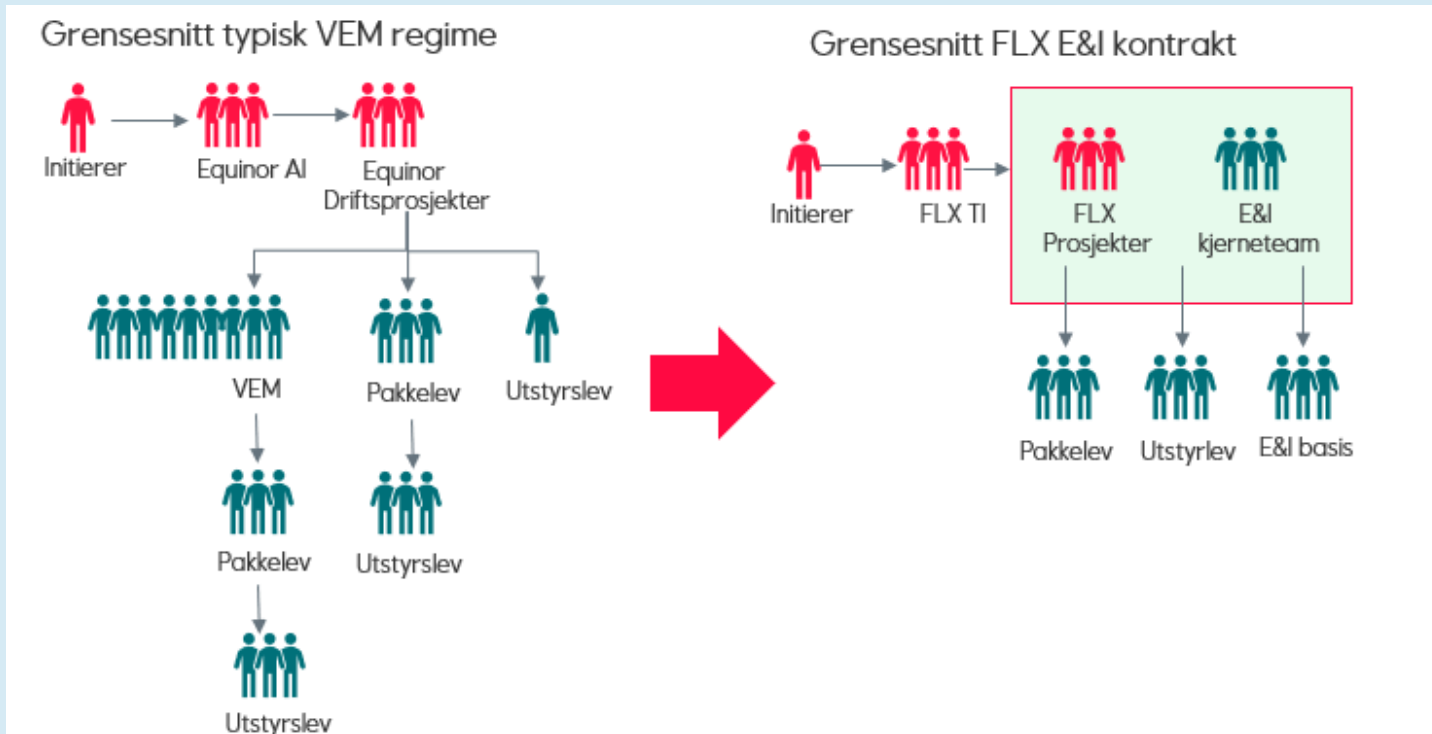 Grensesnitt typisk VEM regime
Initierer
Equinor AI
Equinor
Driftsprosjekter
VEM
Pakkelev
Utstyrslev
Pakkelev
Utstyrslev
Utstyrslev
Grensesnitt FLX E&I kontrakt
Initierer
FLX TI
FLX
Prosjekter
E&I
kjerneteam
Pakkelev
Utstyrlev
E&I basis